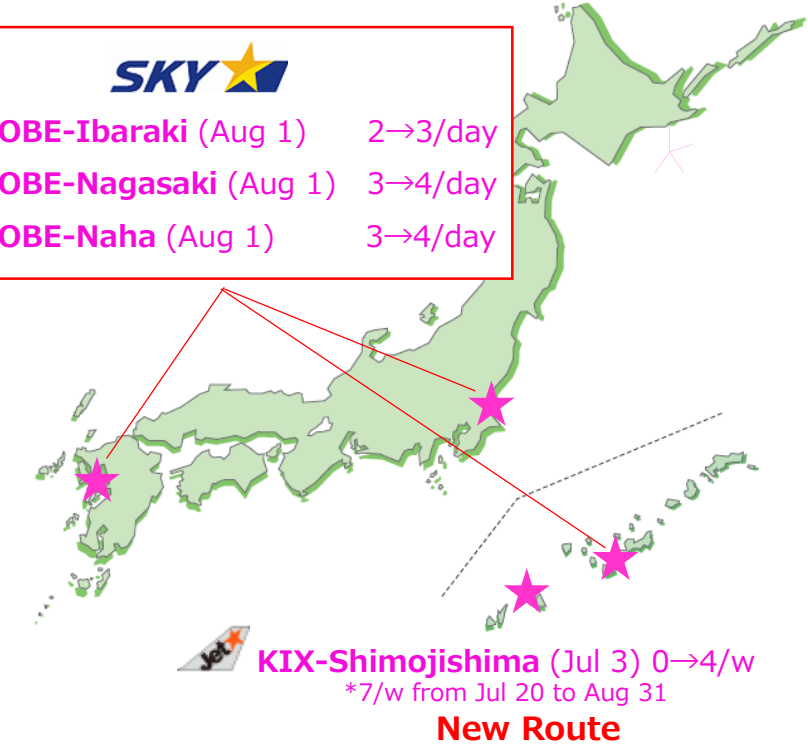 SKY
OBE-Ibaraki (Aug 1) 2→3/day
OBE-Nagasaki (Aug 1) 3→4/day
OBE-Naha (Aug 1) 3→4/day
Jet
KIX-Shimojishima (Jul 3) 0→4/w
*7/w from Jul 20 to Aug 31
New Route